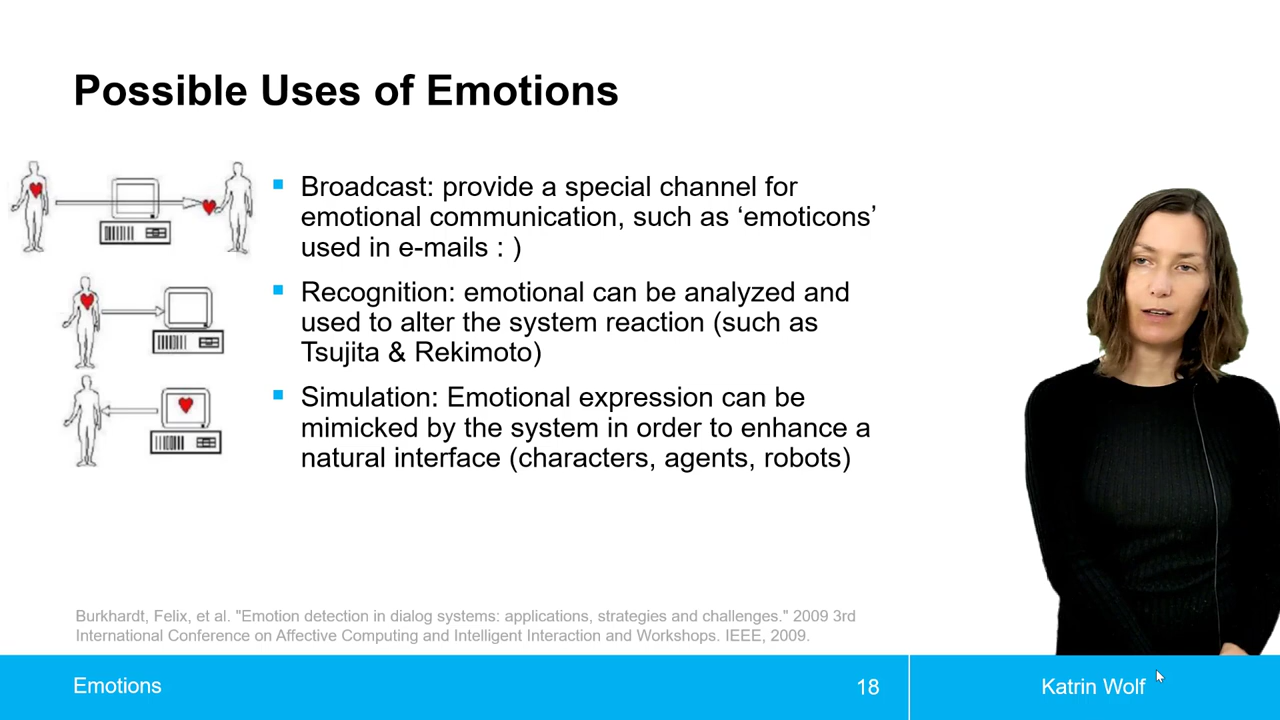 Possible Uses of Emotions
Broadcast: provide a special channel for
emotional communication, such as ‘emoticons’
used in e-mails : )
Recognition: emotional can be analyzed and
used to alter the system reaction (such as
Tsujita & Rekimoto)
Simulation: Emotional expression can be
mimicked by the system in order to enhance a
natural interface (characters, agents, robots)
Burkhardt, Felix, et al. "Emotion detection in dialog systems: applications, strategies and challenges." 2009 3rd
International Conference on Affective Computing and Intelligent Interaction and Workshops. IEEE, 2009.
Emotions
18
Katrin Wolf